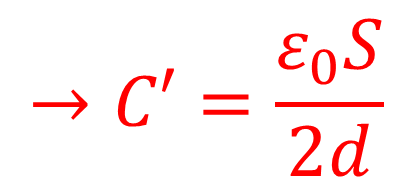 → C′ = ε₀S / 2d